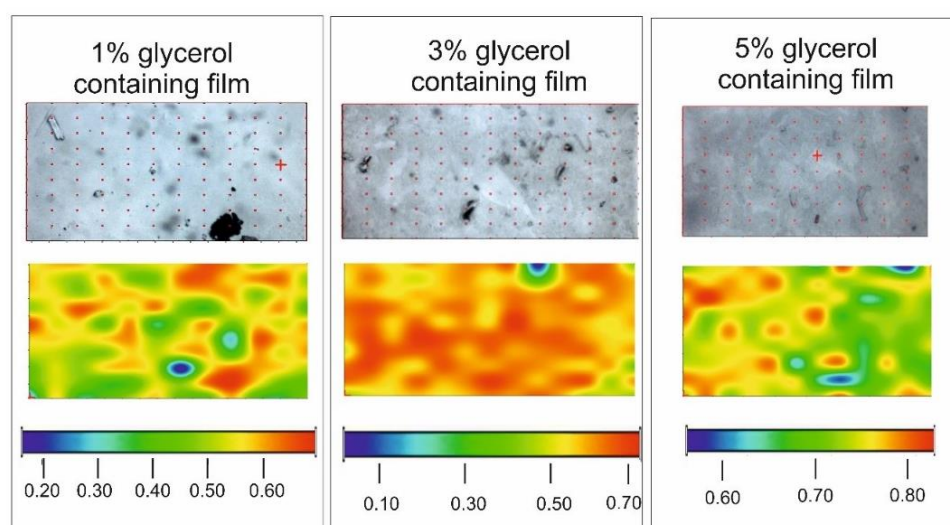 1% glycerol
containing film
3% glycerol
containing film
5% glycerol
containing film
0.20 0.30 0.40 0.50 0.60
0.10 0.30 0.50 0.70
0.60 0.70 0.80